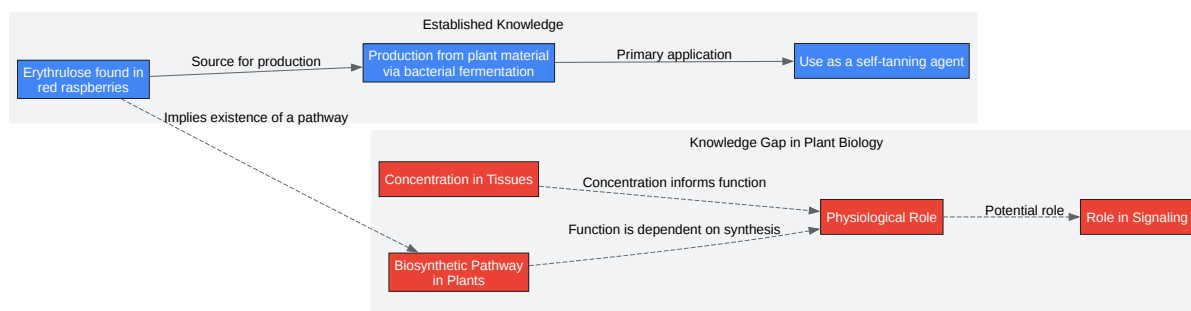 Established Knowledge
Erythrulose found in
red raspberries
Source for production
Production from plant material
via bacterial fermentation
Primary application
Use as a self-tanning agent
Implies existence of a pathway
Knowledge Gap in Plant Biology
Concentration in Tissues
Concentration informs function
Biosynthetic Pathway
in Plants
Function is dependent on synthesis
Physiological Role
Potential role
Role in Signaling